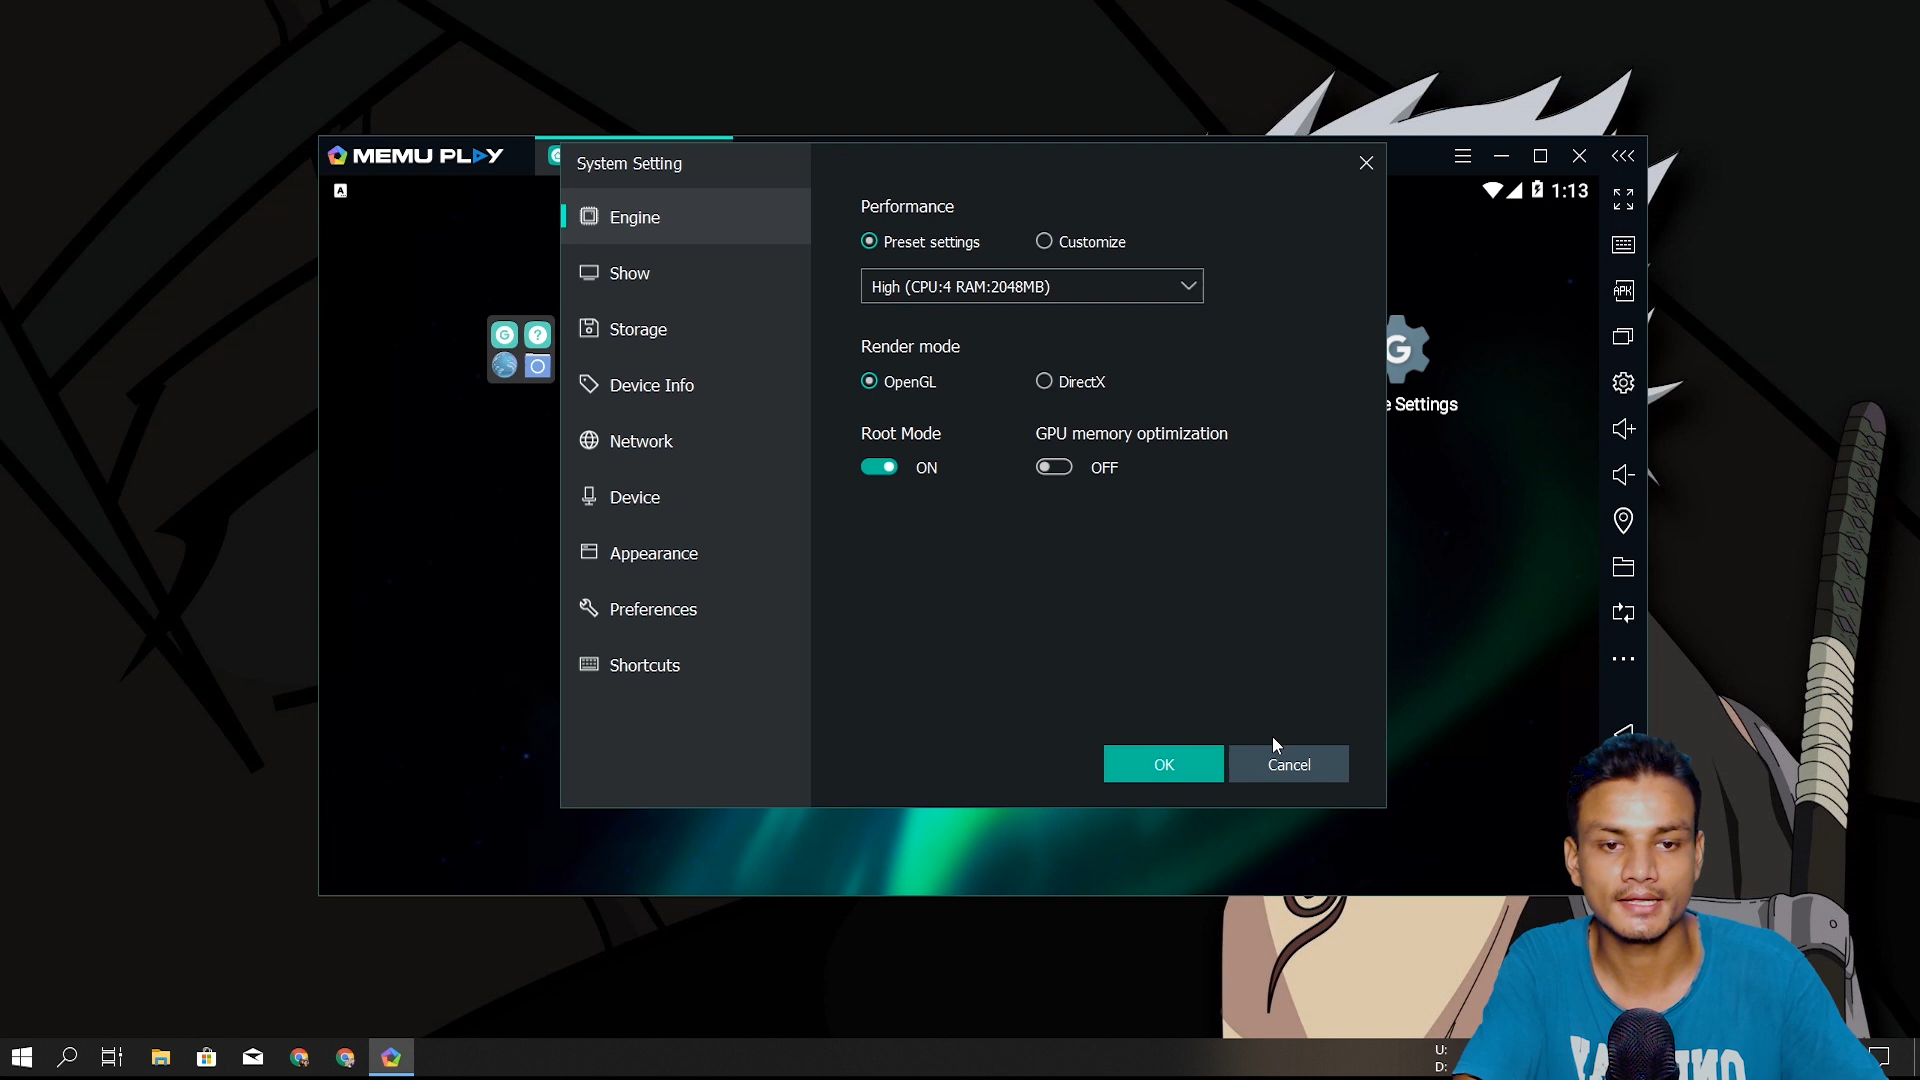 MEMU PLAY
System Setting
A
1:13
Engine
Show
Storage
Device Info
Network
Device
Appearance
Preferences
Shortcuts
Performance
Preset settings
Customize
High (CPU:4 RAM:2048MB)
Render mode
OpenGL
DirectX
Root Mode
GPU memory optimization
ON
OFF
OK
Cancel
G
?
G
e Settings
APK
U:
D: